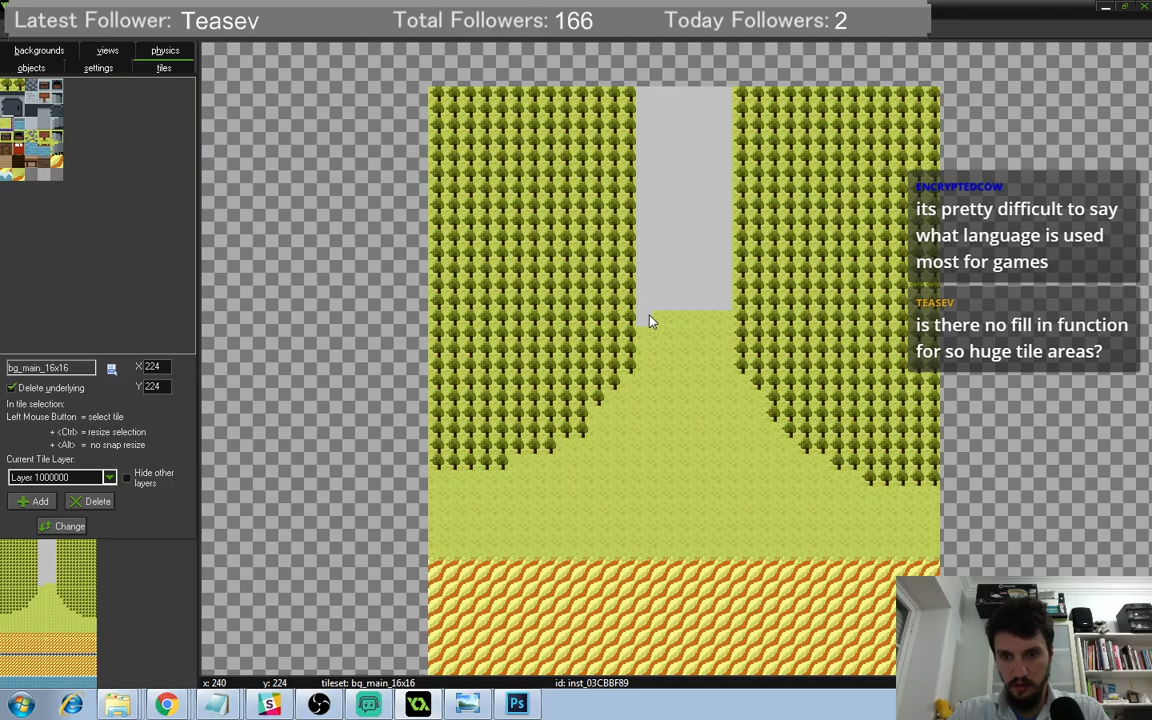 Latest Follower: Teasev Total Followers: 166 Today Followers: 2
backgrounds views physics
objects settings tiles
ENCRYPTEDCOW
its pretty difficult to say
what language is used
most for games
TEASEV
is there no fill in function
for so huge tile areas?
bg_main_16x16 X 224
Delete underlying Y 224
In tile selection:
Left Mouse Button = select tile
+ <Ctrl> = resize selection
+ <Alt> = no snap resize
Current Tile Layer:
Layer 1000000 Hide other
layers
Add Delete
Change
x: 240 y: 224 tileset: bg_main_16x16 id: inst_03CBBF89
Ps